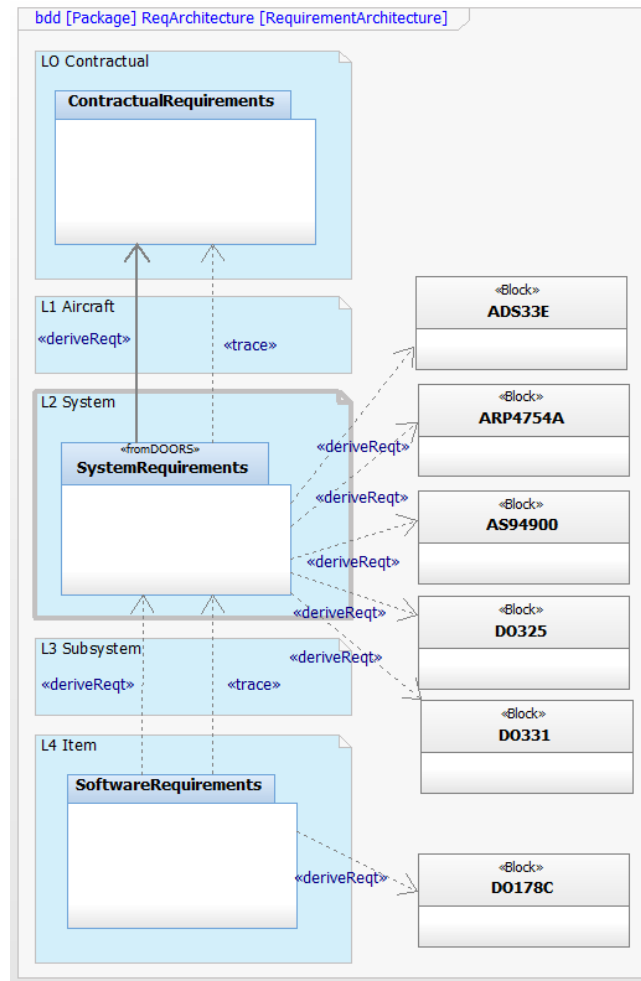 bdd [Package] ReqArchitecture [RequirementArchitecture]
LO Contractual
ContractualRequirements
L1 Aircraft
«deriveReqt»
«trace»
«Block»
ADS33E
L2 System
«fromDOORS»
SystemRequirements
«Block»
ARP4754A
«deriveReqt»
«deriveReqt»
«Block»
AS94900
«deriveReqt»
«Block»
DO325
«deriveReqt»
L3 Subsystem
«deriveReqt»
«deriveReqt»
«trace»
«Block»
DO331
L4 Item
SoftwareRequirements
«deriveReqt»
«Block»
DO178C